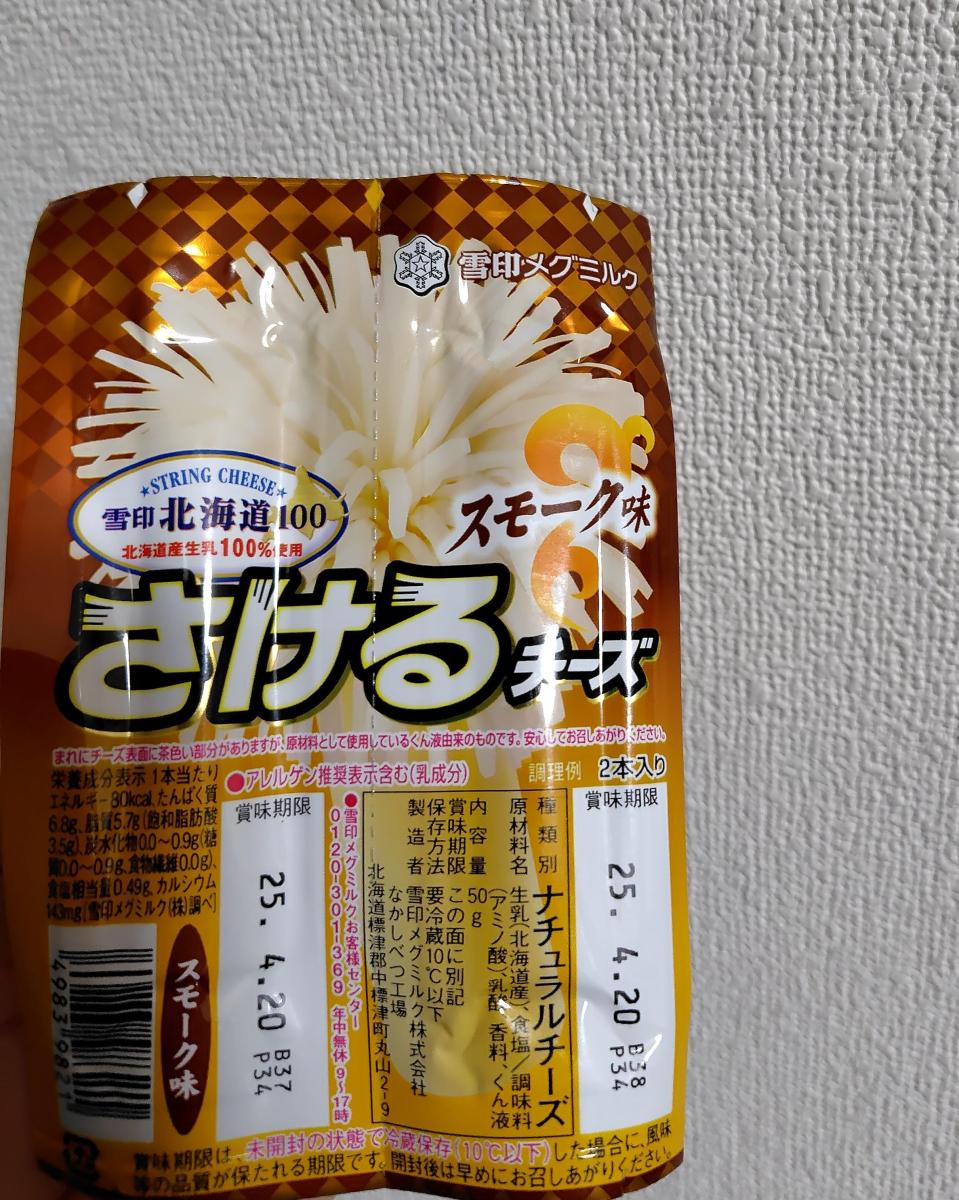 雪印メグミルク
★STRING CHEESE★
雪印 北海道100
北海道産生乳100%使用
スモーク味
さけるチーズ
まれにチーズ表面に茶色い部分がありますが、原材料として使用しているくん液由来のものです。安心してお召しあがりください。
栄養成分表示 1本当たり
エネルギー80kcal、たんぱく質
6.8g、脂質5.7g(飽和脂肪酸
3.5g)、炭水化物0.0~0.9g(糖
質0.0~0.9g、食物繊維0.0g)、
食塩相当量0.49g、カルシウム
143mg[雪印メグミルク(株)調べ]
●アレルゲン推奨表示含む(乳成分)
調理例
2本入り
賞味期限
25. 4.20
B38
P34
種類別 ナチュラルチーズ
原材料名 生乳(北海道産)、食塩/調味料
(アミノ酸)、乳酸、香料、くん液
内容量 50g
賞味期限 この面に別記
保存方法 要冷蔵10℃以下
製造者 雪印メグミルク株式会社
なかしべつ工場
北海道標津郡中標津町丸山2-9
●雪印メグミルクお客様センター
0120-301-369 年中無休 9~17時
賞味期限
25. 4.20
B37
P34
スモーク味
賞味期限は、未開封の状態で冷蔵保存(10℃以下)した場合に、風味
等の品質が保たれる期限です。開封後は早めにお召しあがりください。